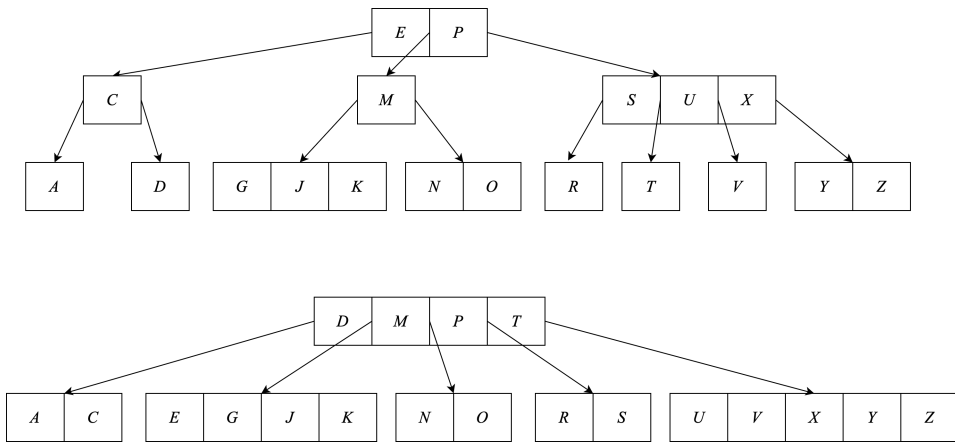 E P
C M S U X
A D G J K N O R T V Y Z
D M P T
A C E G J K N O R S U V X Y Z